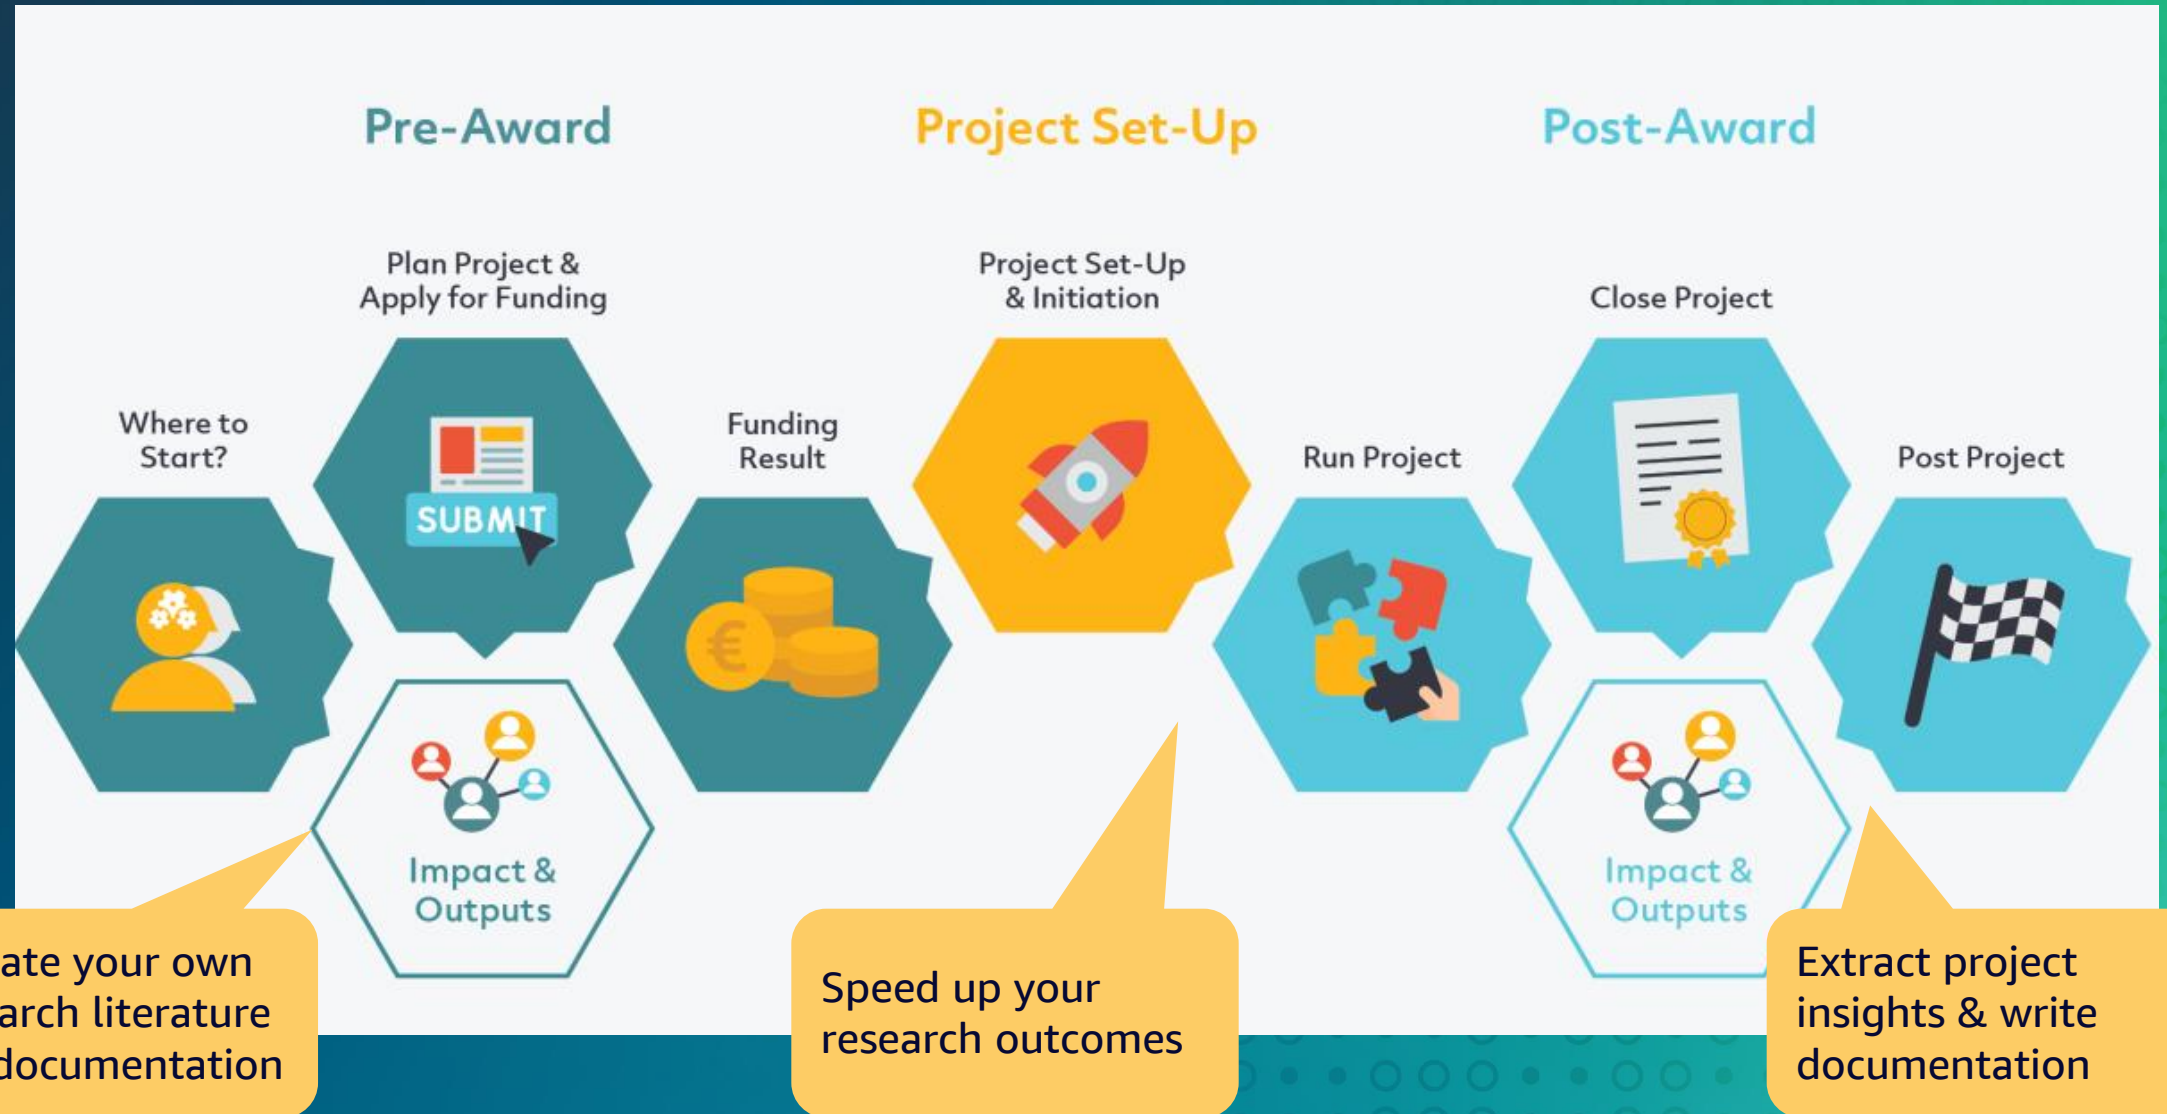 Pre-Award
Project Set-Up
Post-Award
Where to
Start?
Plan Project &
Apply for Funding
SUBMIT
Impact &
Outputs
Funding
Result
€
Project Set-Up
& Initiation
Run Project
Close Project
Impact &
Outputs
Post Project
your own
literature
documentation
Speed up your
research outcomes
Extract project
insights & write
documentation